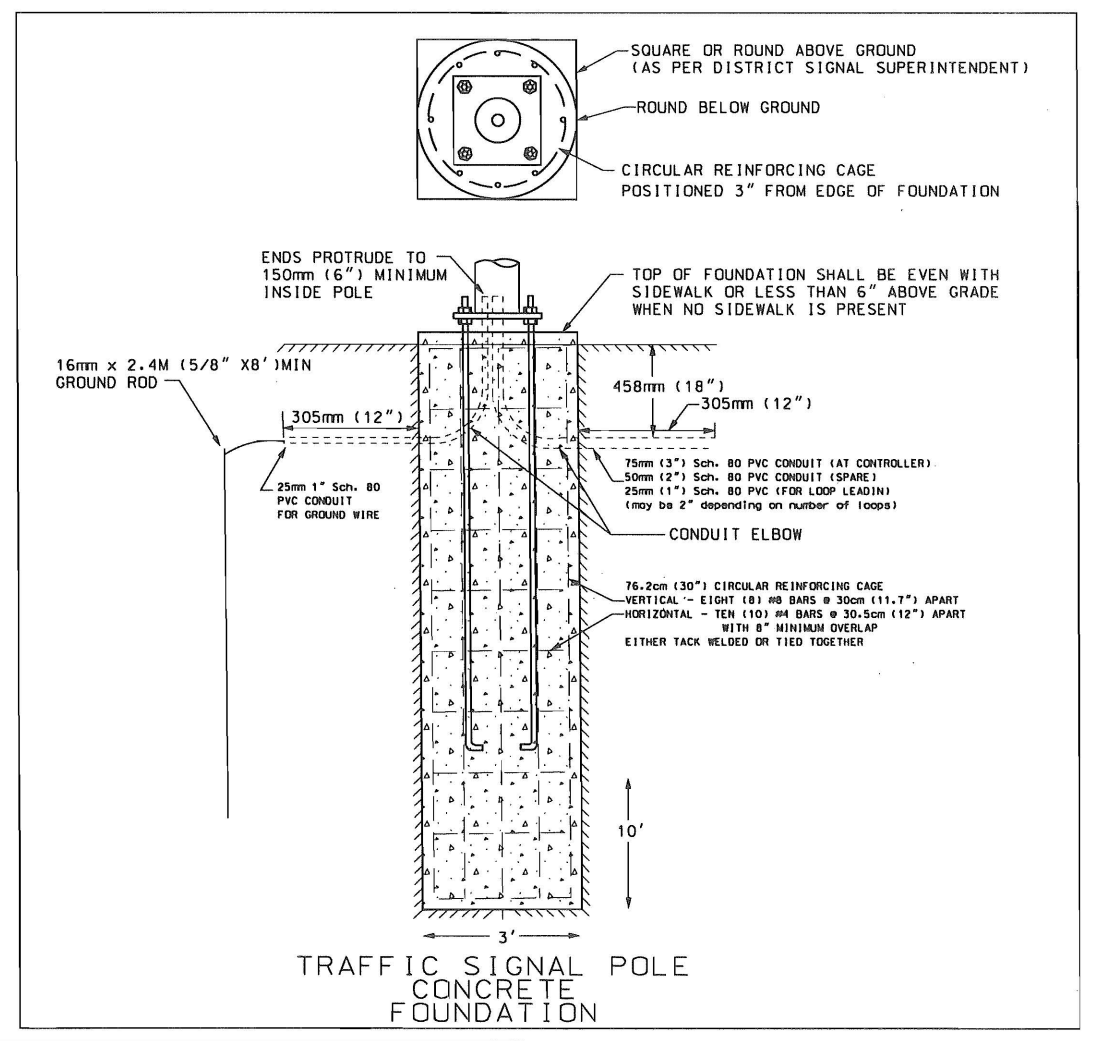 SQUARE OR ROUND ABOVE GROUND
(AS PER DISTRICT SIGNAL SUPERINTENDENT)
ROUND BELOW GROUND
CIRCULAR REINFORCING CAGE
POSITIONED 3" FROM EDGE OF FOUNDATION
ENDS PROTRUDE TO
150mm (6") MINIMUM
INSIDE POLE
TOP OF FOUNDATION SHALL BE EVEN WITH
SIDEWALK OR LESS THAN 6" ABOVE GRADE
WHEN NO SIDEWALK IS PRESENT
16mm x 2.4M (5/8" X8')MIN
GROUND ROD
458mm (18")
305mm (12")
305mm (12")
25mm 1" Sch. 80
PVC CONDUIT
FOR GROUND WIRE
75mm (3") Sch. 80 PVC CONDUIT (AT CONTROLLER)
50mm (2") Sch. 80 PVC CONDUIT (SPARE)
25mm (1") Sch. 80 PVC (FOR LOOP LEADIN)
(may be 2" depending on number of loops)
CONDUIT ELBOW
76.2cm (30") CIRCULAR REINFORCING CAGE
VERTICAL - EIGHT (8) #8 BARS @ 30cm (11.7") APART
HORIZONTAL - TEN (10) #4 BARS @ 30.5cm (12") APART
WITH 8" MINIMUM OVERLAP
EITHER TACK WELDED OR TIED TOGETHER
10'
3'
TRAFFIC SIGNAL POLE
CONCRETE
FOUNDATION